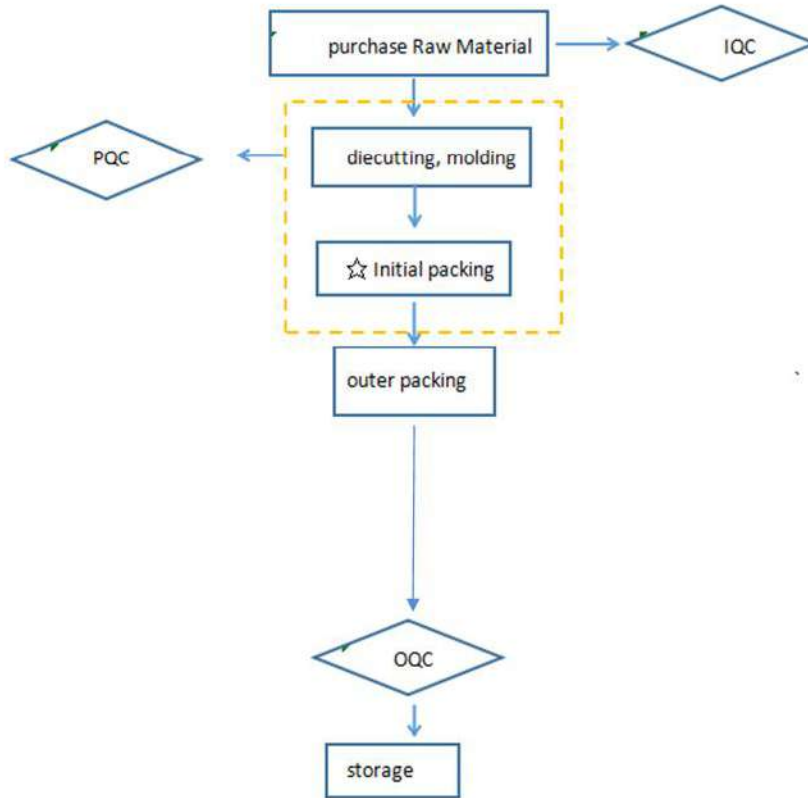 purchase Raw Material
IQC
PQC
diecutting, molding
☆ Initial packing
outer packing
OQC
storage